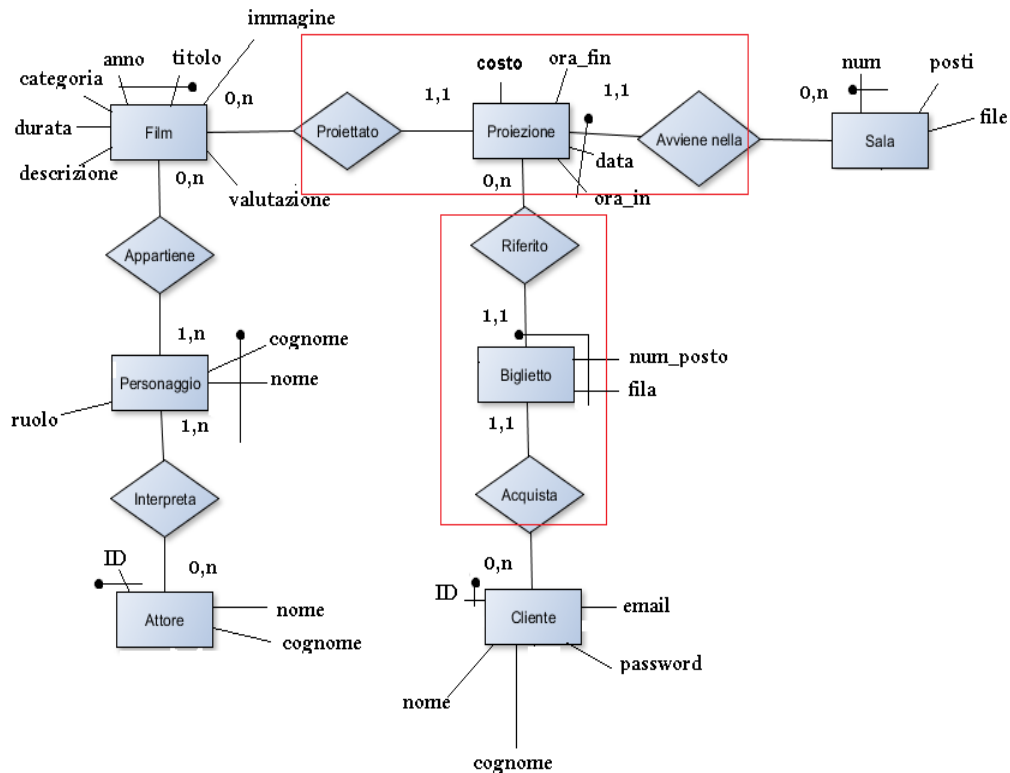 immagine
anno titolo
categoria
0,n
durata
Film
descrizione
0,n
valutazione
Proiettato
1,1
costo
ora_fin
1,1
Proiezione
data
0,n
ora_in
Avviene nella
num
posti
0,n
file
Sala
Appartiene
Riferito
1,n
cognome
Personaggio
nome
ruolo
1,n
1,1
num_posto
Biglietto
fila
1,1
Interpreta
Acquista
ID
0,n
nome
Attore
cognome
0,n
ID
email
Cliente
password
nome
cognome